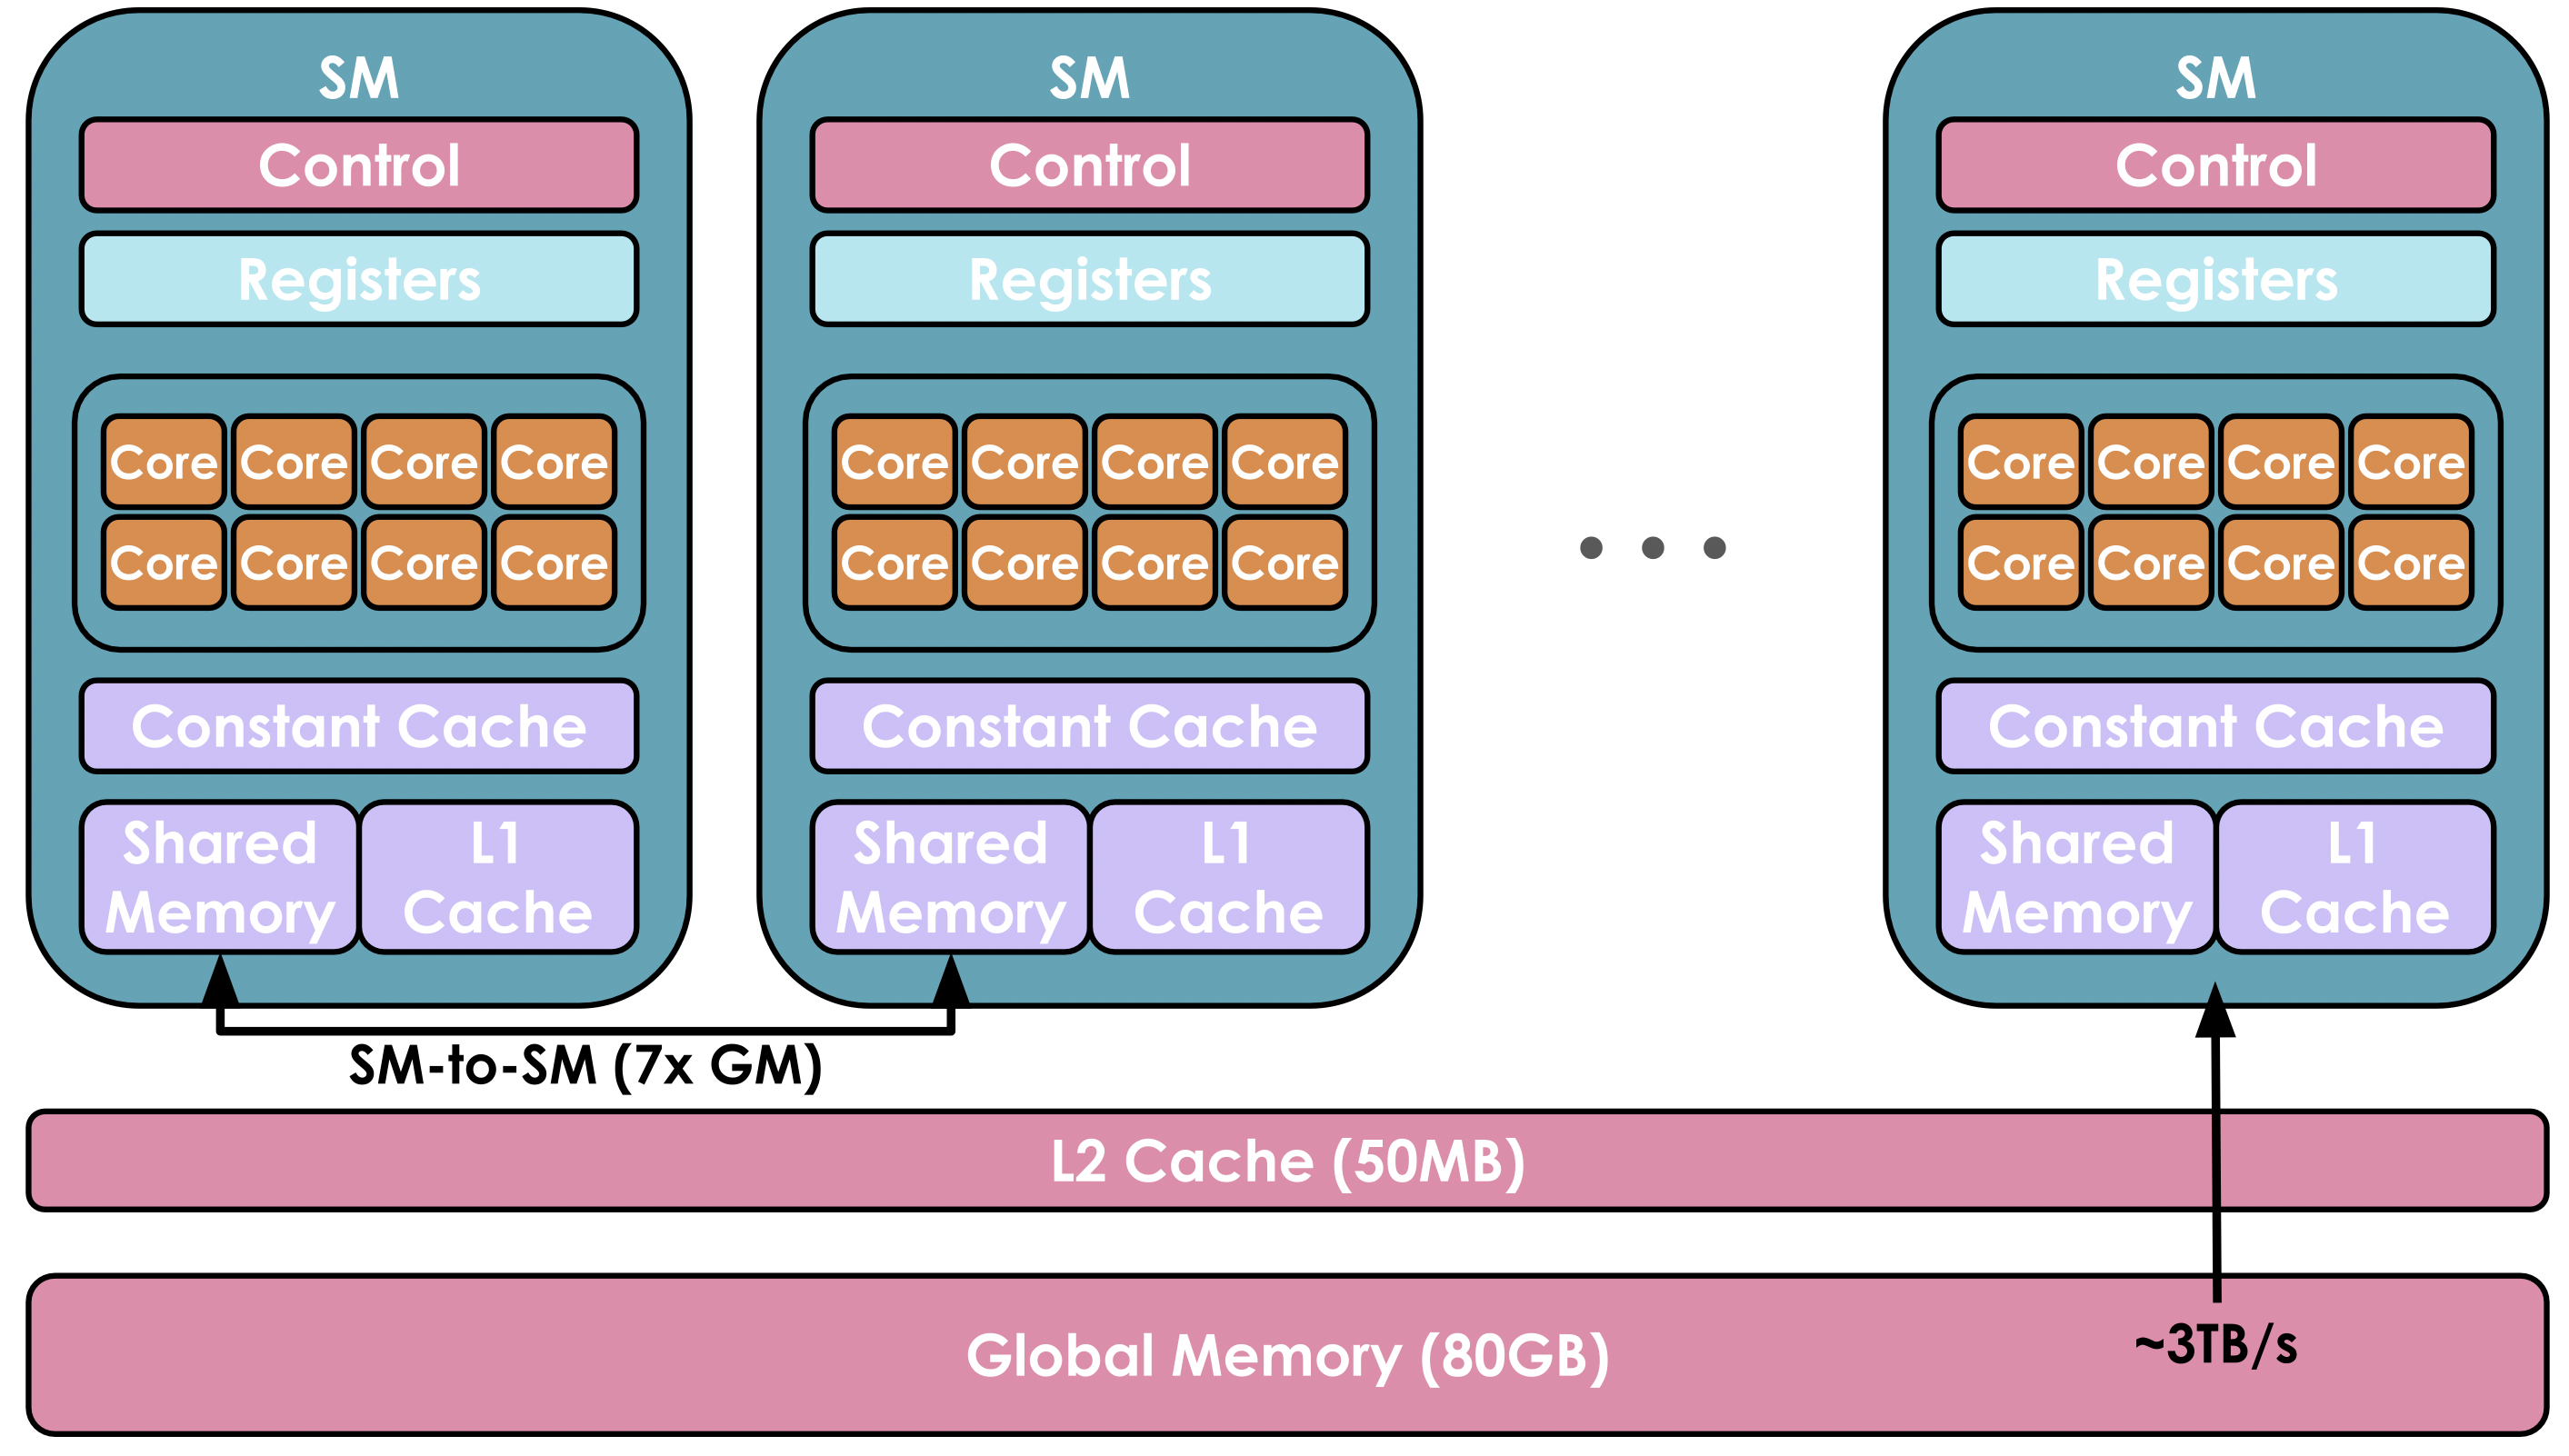 SM
Control
Registers
Core Core Core Core
Core Core Core Core
Constant Cache
Shared
Memory
L1
Cache
SM
Control
Registers
Core Core Core Core
Core Core Core Core
Constant Cache
Shared
Memory
L1
Cache
SM
Control
Registers
Core Core Core Core
Core Core Core Core
Constant Cache
Shared
Memory
L1
Cache
SM-to-SM (7x GM)
L2 Cache (50MB)
Global Memory (80GB)
~3TB/s